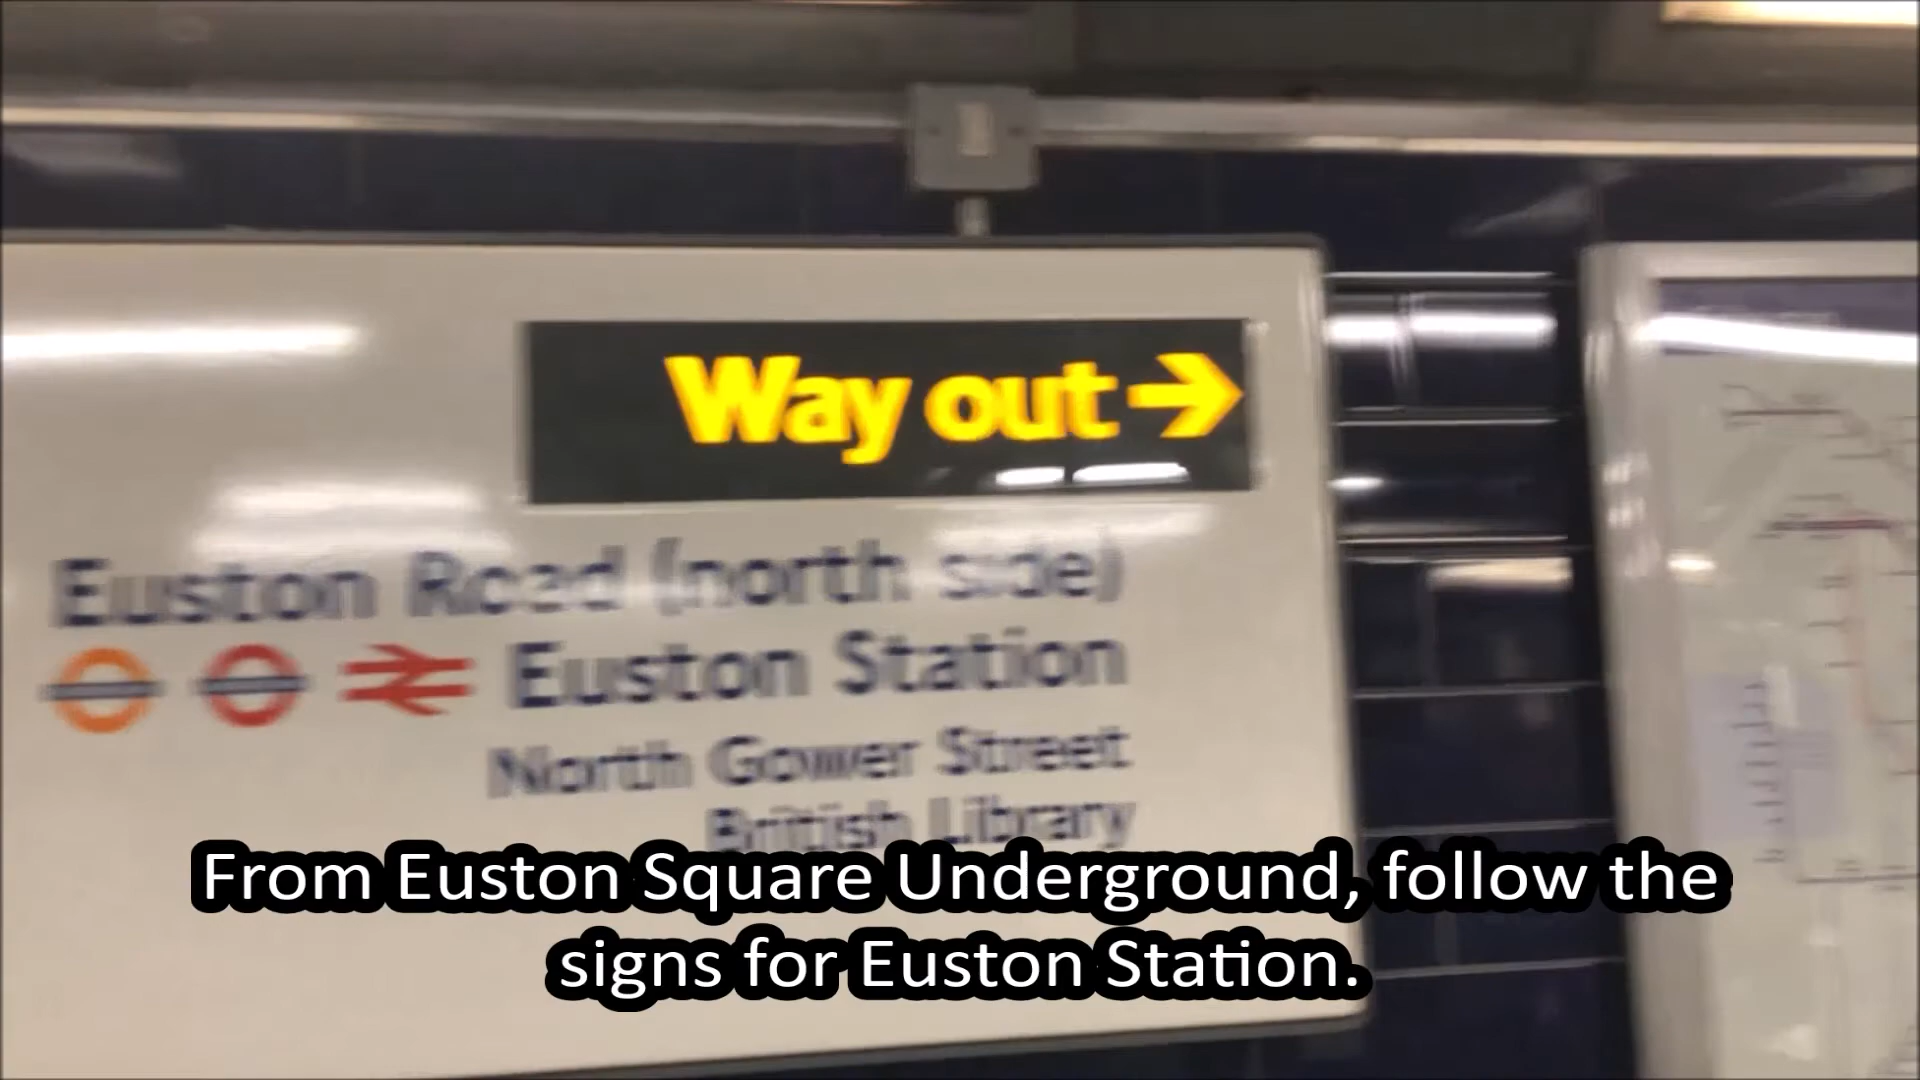 Way out →
Euston Road (north side)
Euston Station
North Gower Street
British Library
From Euston Square Underground, follow the
signs for Euston Station.